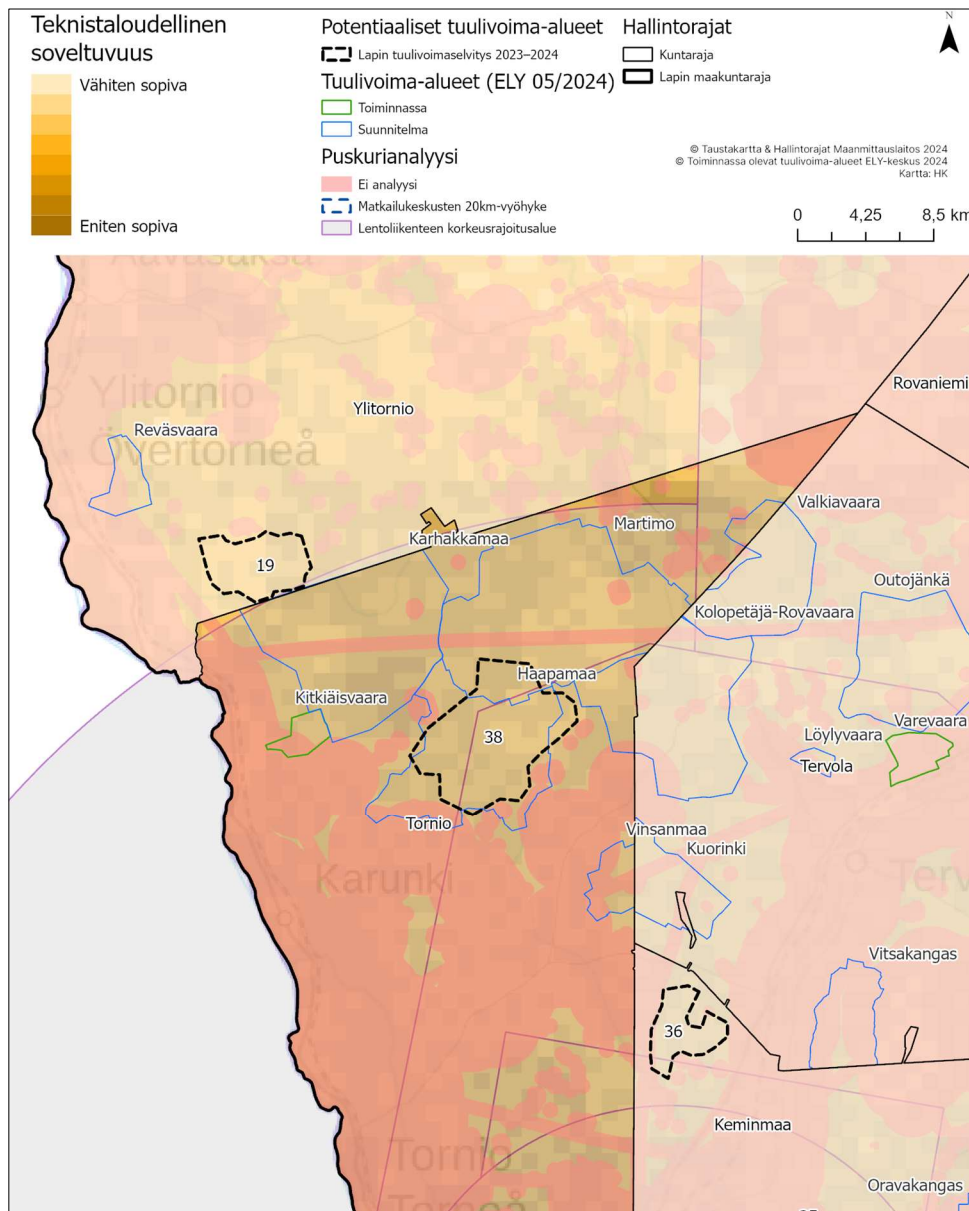 Teknistaloudellinen
soveltuvuus
Vähiten sopiva
Eniten sopiva
Potentiaaliset tuulivoima-alueet
Lapin tuulivoimaselvitys 2023–2024
Tuulivoima-alueet (ELY 05/2024)
Toiminnassa
Suunnitelma
Puskurianalyysi
Ei analyysi
Matkailukeskusten 20km-vyöhyke
Lentoliikenteen korkeusrajoitusalue
Hallintorajat
Kuntaraja
Lapin maakuntaraja
N
© Taustakartta & Hallintorajat Maanmittauslaitos 2024
© Toiminnassa olevat tuulivoima-alueet ELY-keskus 2024
Kartta: HK
0 4,25 8,5 km
Aavasaksa
Rovaniemi
Ylitornio
Ylitornio
Övertorneå
Reväsvaara
Valkiavaara
Martimo
Karhakkamaa
19
Outojänkä
Kolopetäjä-Rovavaara
Haapamaa
Kitkiäisvaara
Varevaara
38
Löylyvaara
Tervola
Tornio
Vinsanmaa
Kuorinki
Karunki
Vitsakangas
36
Keminmaa
Tornio
Oravakangas